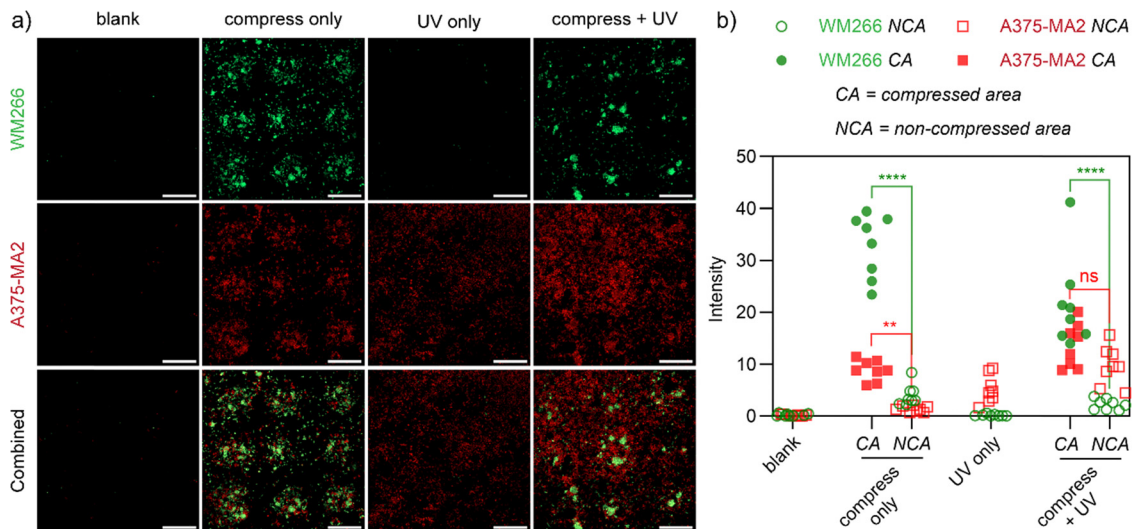 a)
blank
compress only
UV only
compress + UV
WM266
A375-MA2
Combined
b)
WM266 NCA
A375-MA2 NCA
WM266 CA
A375-MA2 CA
CA = compressed area
NCA = non-compressed area
Intensity
50
40
30
20
10
0
****
**
****
ns
blank
CA
NCA
compress
only
UV only
CA
NCA
compress
+ UV